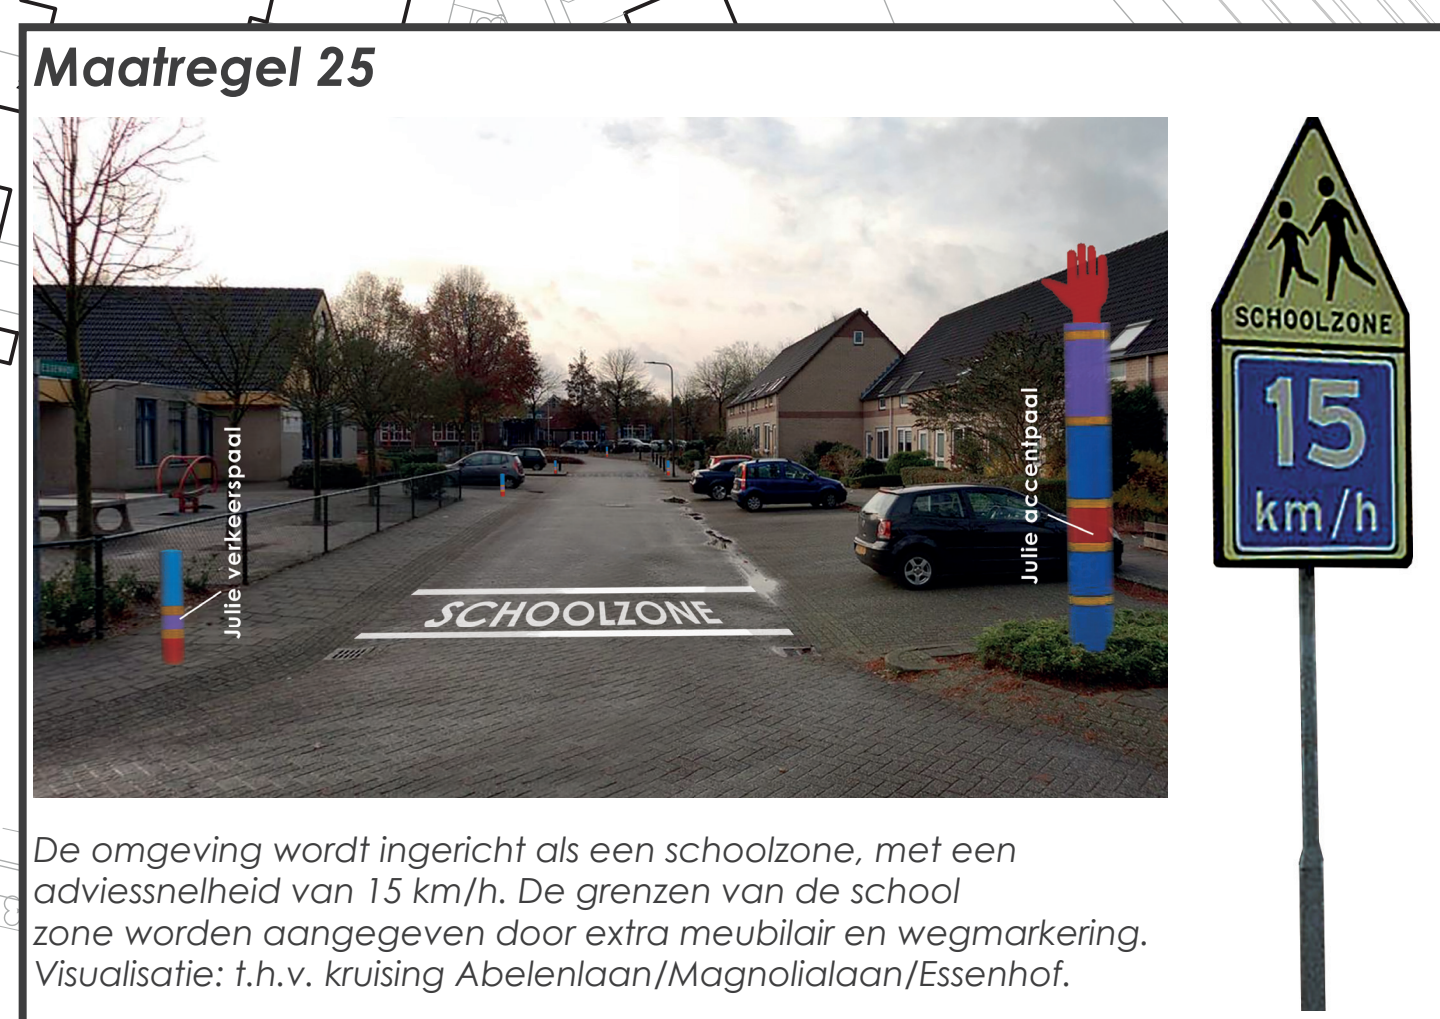 Maatregel 25
ESSENHOF
Julie verkeerspaal
Julie accentpaal
SCHOOLZONE
SCHOOLZONE
15
km/h
De omgeving wordt ingericht als een schoolzone, met een
adviessnelheid van 15 km/h. De grenzen van de school
zone worden aangegeven door extra meubilair en wegmarkering.
Visualisatie: t.h.v. kruising Abelenlaan/Magnolialaan/Essenhof.